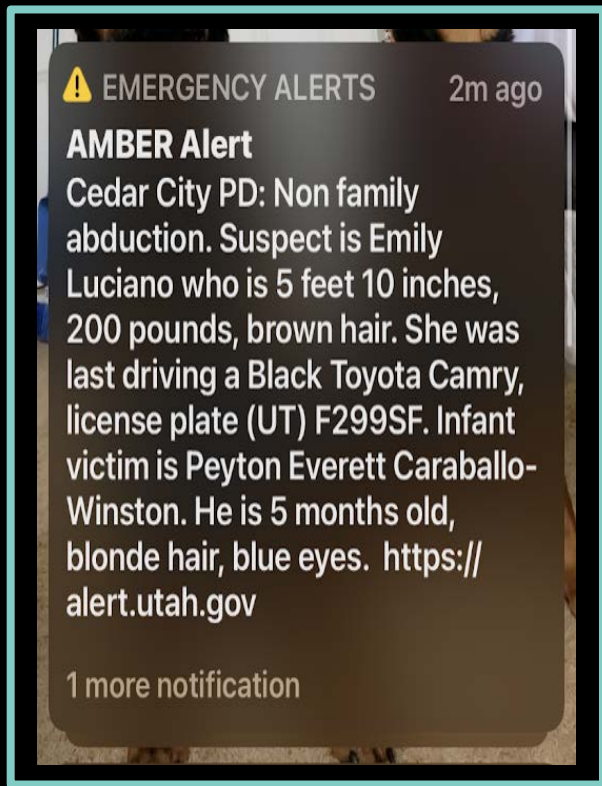 ⚠ EMERGENCY ALERTS 2m ago
AMBER Alert
Cedar City PD: Non family
abduction. Suspect is Emily
Luciano who is 5 feet 10 inches,
200 pounds, brown hair. She was
last driving a Black Toyota Camry,
license plate (UT) F299SF. Infant
victim is Peyton Everett Caraballo-
Winston. He is 5 months old,
blonde hair, blue eyes.  https://
alert.utah.gov
1 more notification